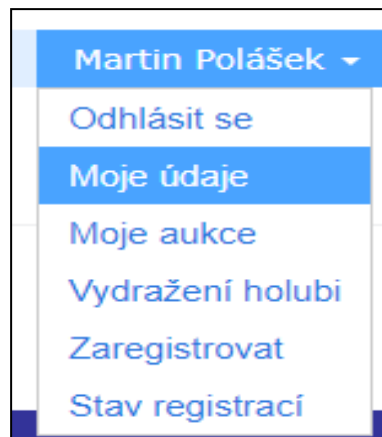 Martin Polášek
Odhlásit se
Moje údaje
Moje aukce
Vydražení holubi
Zaregistrovat
Stav registrací